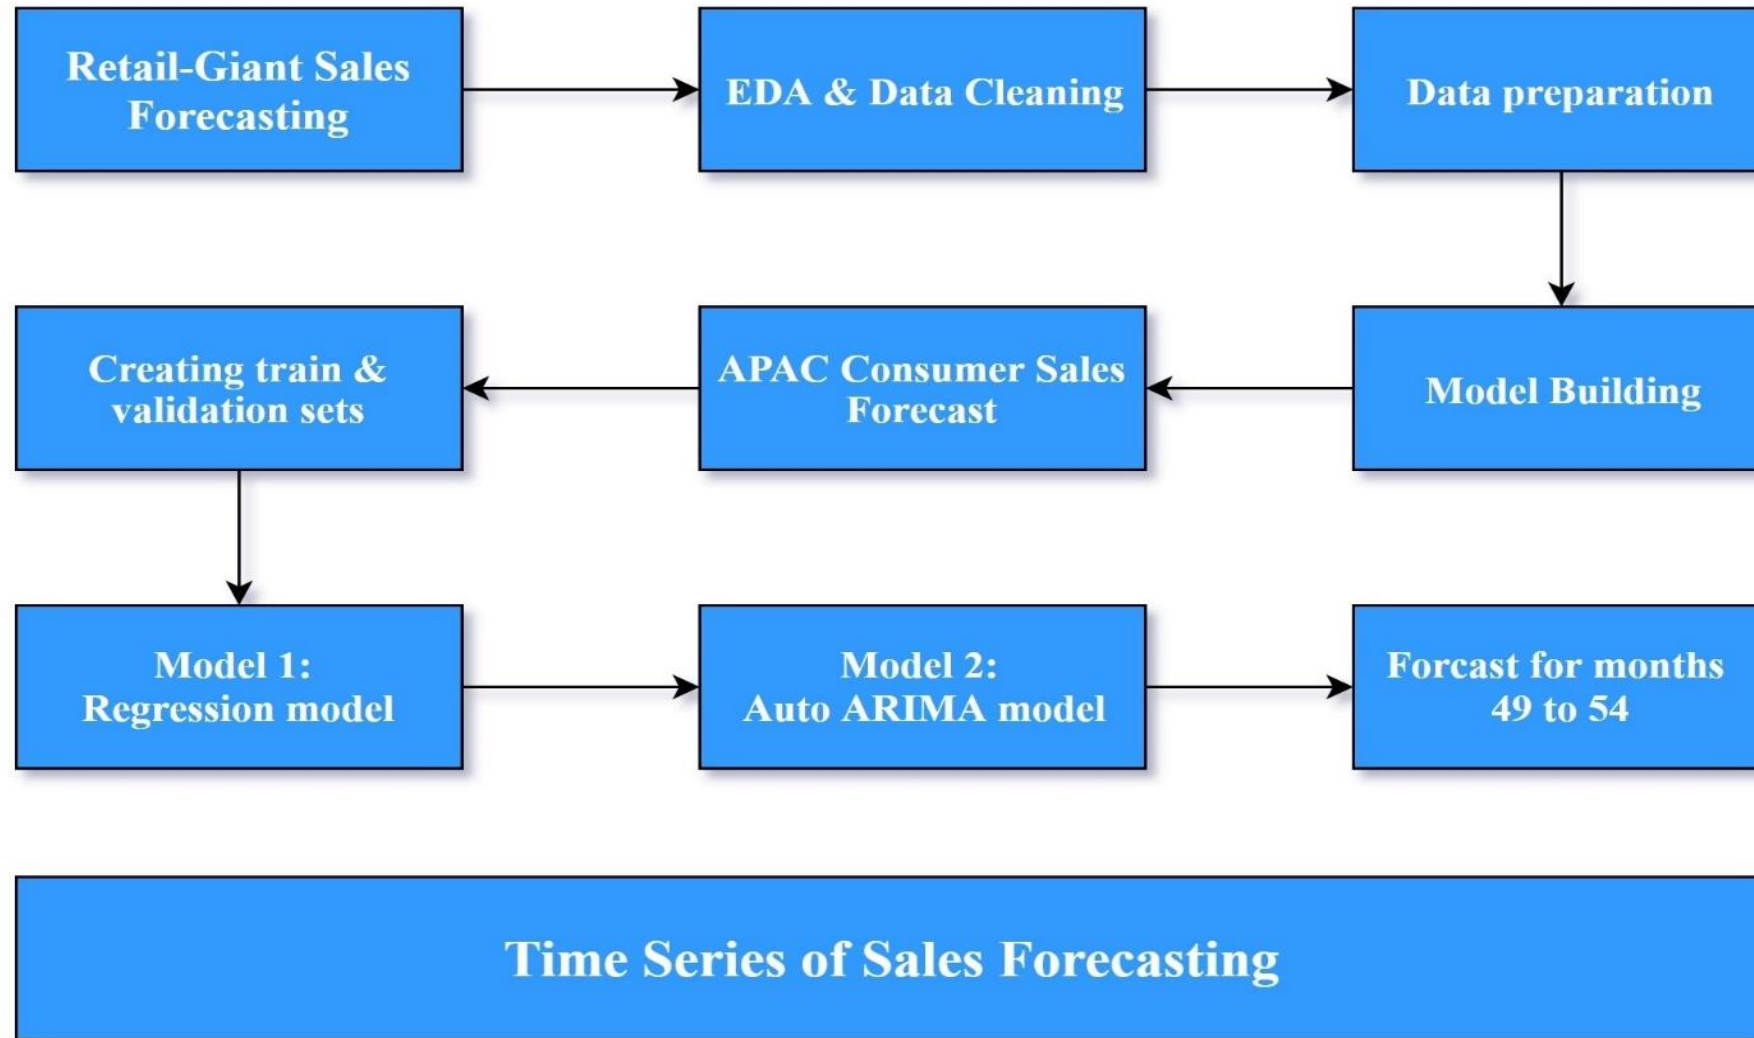 Retail-Giant Sales
Forecasting
EDA & Data Cleaning
Data preparation
Model Building
APAC Consumer Sales
Forecast
Creating train &
validation sets
Model 1:
Regression model
Model 2:
Auto ARIMA model
Forcast for months
49 to 54
Time Series of Sales Forecasting